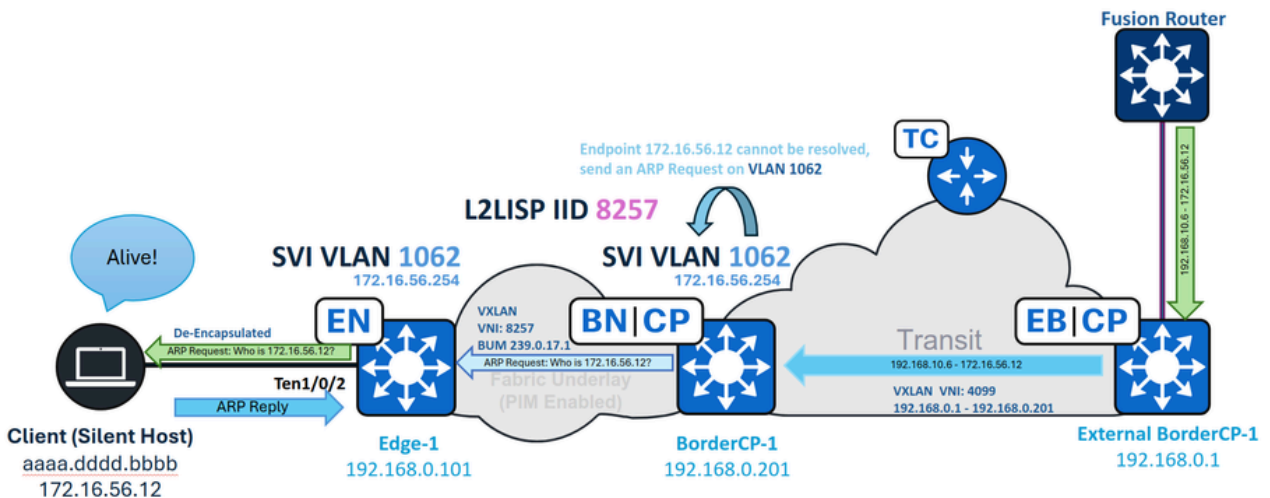 Fusion Router
192.168.10.6 - 172.16.56.12
TC
Endpoint 172.16.56.12 cannot be resolved,
send an ARP Request on VLAN 1062
L2LISP IID 8257
Alive!
SVI VLAN 1062
172.16.56.254
SVI VLAN 1062
172.16.56.254
EN
VXLAN
VNI: 8257
BUM 239.0.17.1
BN|CP
EB|CP
De-Encapsulated
ARP Request: Who is 172.16.56.12?
ARP Request: Who is 172.16.56.12?
Transit
192.168.10.6 - 172.16.56.12
Fabric Underlay
(PIM Enabled)
Ten1/0/2
ARP Reply
VXLAN VNI: 4099
192.168.0.1 - 192.168.0.201
Client (Silent Host)
aaaa.dddd.bbbb
172.16.56.12
Edge-1
192.168.0.101
BorderCP-1
192.168.0.201
External BorderCP-1
192.168.0.1